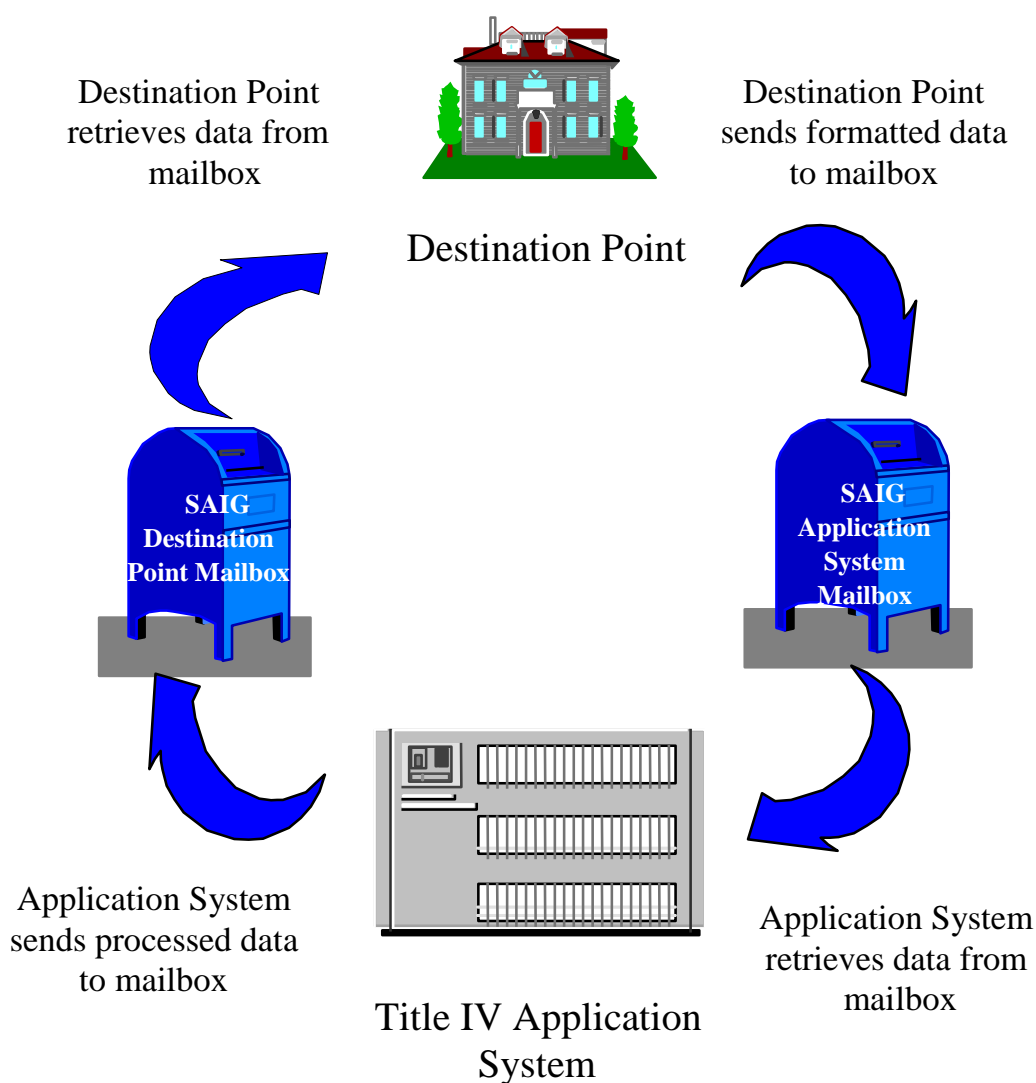 Destination Point
retrieves data from
mailbox
Destination Point
sends formatted data
to mailbox
Destination Point
SAIG
Destination
Point Mailbox
SAIG
Application
System
Mailbox
Application System
sends processed data
to mailbox
Application System
retrieves data from
mailbox
Title IV Application
System